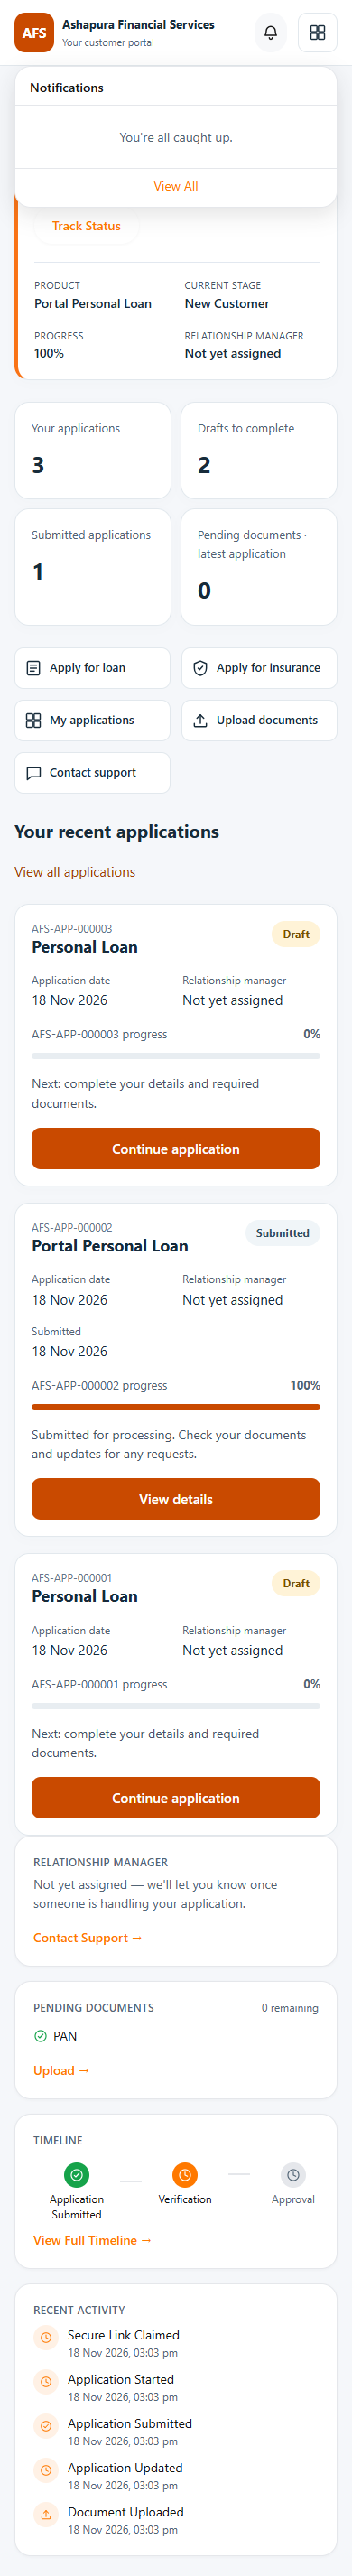 AFS
Ashapura Financial Services
Your customer portal
Notifications
You're all caught up.
View All
Track Status
PRODUCT
CURRENT STAGE
Portal Personal Loan
New Customer
PROGRESS
RELATIONSHIP MANAGER
100%
Not yet assigned
Your applications
3
Drafts to complete
2
Submitted applications
1
Pending documents ·
latest application
0
Apply for loan
Apply for insurance
My applications
Upload documents
Contact support
Your recent applications
View all applications
AFS-APP-000003
Personal Loan
Draft
Application date
Relationship manager
18 Nov 2026
Not yet assigned
AFS-APP-000003 progress
0%
Next: complete your details and required
documents.
Continue application
AFS-APP-000002
Portal Personal Loan
Submitted
Application date
Relationship manager
18 Nov 2026
Not yet assigned
Submitted
18 Nov 2026
AFS-APP-000002 progress
100%
Submitted for processing. Check your documents
and updates for any requests.
View details
AFS-APP-000001
Personal Loan
Draft
Application date
Relationship manager
18 Nov 2026
Not yet assigned
AFS-APP-000001 progress
0%
Next: complete your details and required
documents.
Continue application
RELATIONSHIP MANAGER
Not yet assigned — we'll let you know once
someone is handling your application.
Contact Support →
PENDING DOCUMENTS
0 remaining
PAN
Upload →
TIMELINE
Application
Submitted
Verification
Approval
View Full Timeline →
RECENT ACTIVITY
Secure Link Claimed
18 Nov 2026, 03:03 pm
Application Started
18 Nov 2026, 03:03 pm
Application Submitted
18 Nov 2026, 03:03 pm
Application Updated
18 Nov 2026, 03:03 pm
Document Uploaded
18 Nov 2026, 03:03 pm